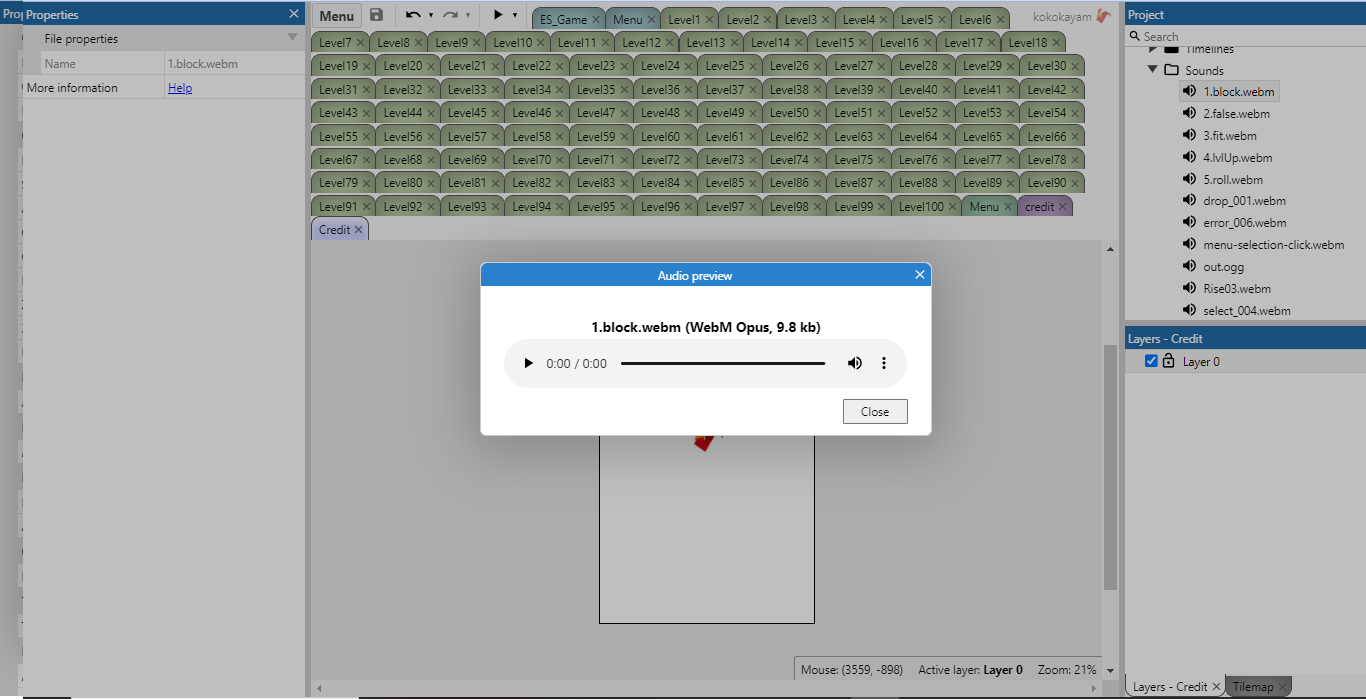 Prop Properties
File properties
Name 1.block.webm
More information Help
Menu
ES_Game Menu Level1 Level2 Level3 Level4 Level5 Level6 kokokayam
Level7 Level8 Level9 Level10 Level11 Level12 Level13 Level14 Level15 Level16 Level17 Level18
Level19 Level20 Level21 Level22 Level23 Level24 Level25 Level26 Level27 Level28 Level29 Level30
Level31 Level32 Level33 Level34 Level35 Level36 Level37 Level38 Level39 Level40 Level41 Level42
Level43 Level44 Level45 Level46 Level47 Level48 Level49 Level50 Level51 Level52 Level53 Level54
Level55 Level56 Level57 Level58 Level59 Level60 Level61 Level62 Level63 Level64 Level65 Level66
Level67 Level68 Level69 Level70 Level71 Level72 Level73 Level74 Level75 Level76 Level77 Level78
Level79 Level80 Level81 Level82 Level83 Level84 Level85 Level86 Level87 Level88 Level89 Level90
Level91 Level92 Level93 Level94 Level95 Level96 Level97 Level98 Level99 Level100 Menu credit
Credit
Audio preview
1.block.webm (WebM Opus, 9.8 kb)
0:00 / 0:00
Close
Mouse: (3559, -898) Active layer: Layer 0 Zoom: 21%
Project
Search
Timelines
Sounds
1.block.webm
2.false.webm
3.fit.webm
4.lvlUp.webm
5.roll.webm
drop_001.webm
error_006.webm
menu-selection-click.webm
out.ogg
Rise03.webm
select_004.webm
Layers - Credit
Layer 0
Layers - Credit Tilemap